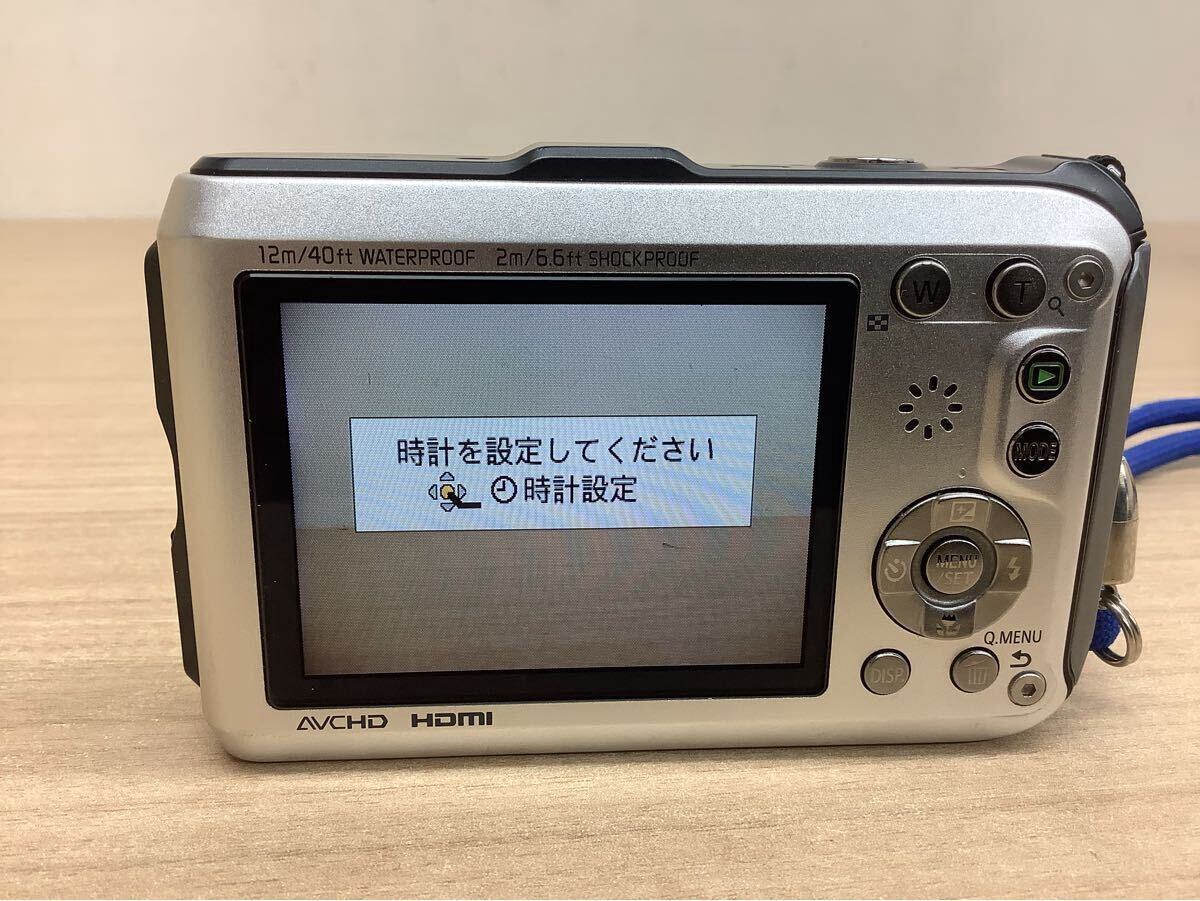 12m/40ft WATERPROOF 2m/6.6ft SHOCKPROOF
W T
時計を設定してください
時計設定
MODE
MENU
/SET
Q.MENU
DISP.
AVCHD HDMI